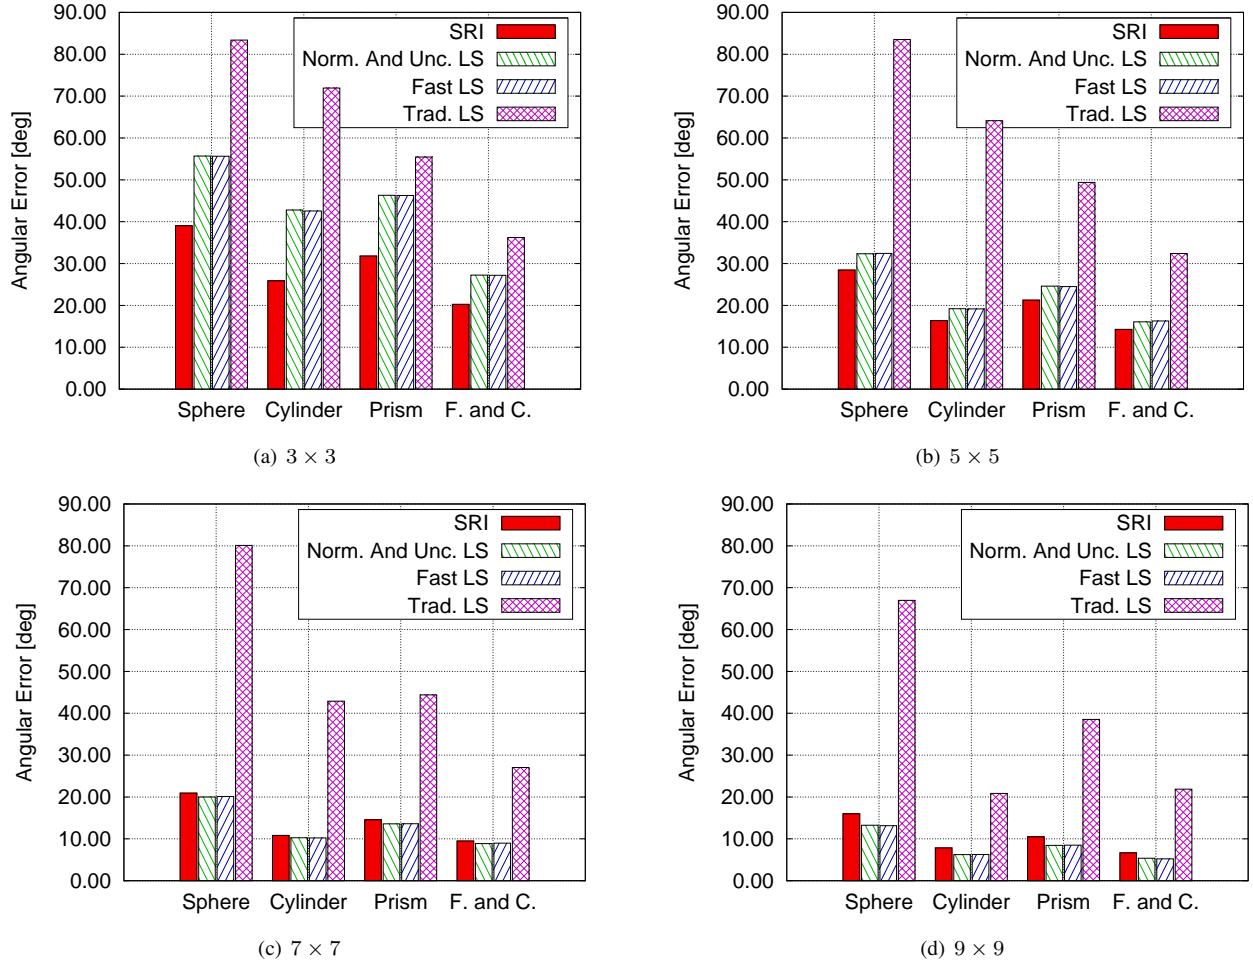 90.00
80.00
70.00
60.00
50.00
40.00
30.00
20.00
10.00
0.00
Angular Error [deg]
SRI
Norm. And Unc. LS
Fast LS
Trad. LS
Sphere Cylinder Prism F. and C.
(a) 3 × 3
90.00
80.00
70.00
60.00
50.00
40.00
30.00
20.00
10.00
0.00
Angular Error [deg]
SRI
Norm. And Unc. LS
Fast LS
Trad. LS
Sphere Cylinder Prism F. and C.
(b) 5 × 5
90.00
80.00
70.00
60.00
50.00
40.00
30.00
20.00
10.00
0.00
Angular Error [deg]
SRI
Norm. And Unc. LS
Fast LS
Trad. LS
Sphere Cylinder Prism F. and C.
(c) 7 × 7
90.00
80.00
70.00
60.00
50.00
40.00
30.00
20.00
10.00
0.00
Angular Error [deg]
SRI
Norm. And Unc. LS
Fast LS
Trad. LS
Sphere Cylinder Prism F. and C.
(d) 9 × 9